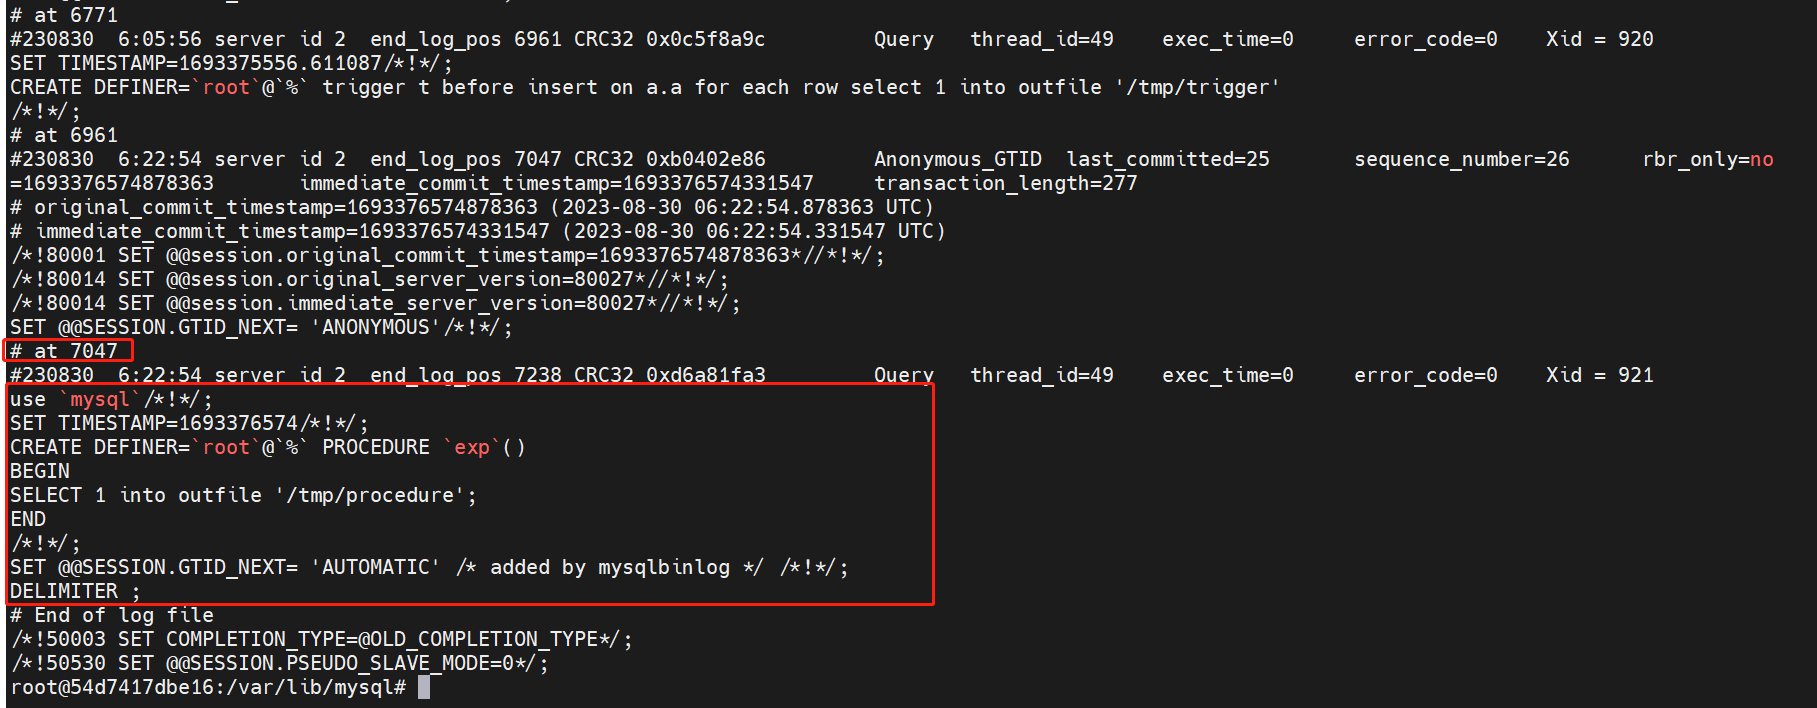 # at 6771
#230830  6:05:56 server id 2  end_log_pos 6961 CRC32 0x0c5f8a9c         Query   thread_id=49    exec_time=0     error_code=0    Xid = 920
SET TIMESTAMP=1693375556.611087/*!*/;
CREATE DEFINER=`root`@`%` trigger t before insert on a.a for each row select 1 into outfile '/tmp/trigger'
/*!*/;
# at 6961
#230830  6:22:54 server id 2  end_log_pos 7047 CRC32 0xb0402e86         Anonymous_GTID  last_committed=25       sequence_number=26      rbr_only=no
=1693376574878363       immediate_commit_timestamp=1693376574331547     transaction_length=277
# original_commit_timestamp=1693376574878363 (2023-08-30 06:22:54.878363 UTC)
# immediate_commit_timestamp=1693376574331547 (2023-08-30 06:22:54.331547 UTC)
/*!80001 SET @@session.original_commit_timestamp=1693376574878363*//*!*/;
/*!80014 SET @@session.original_server_version=80027*//*!*/;
/*!80014 SET @@session.immediate_server_version=80027*//*!*/;
SET @@SESSION.GTID_NEXT= 'ANONYMOUS'/*!*/;
# at 7047
#230830  6:22:54 server id 2  end_log_pos 7238 CRC32 0xd6a81fa3         Query   thread_id=49    exec_time=0     error_code=0    Xid = 921
use `mysql`/*!*/;
SET TIMESTAMP=1693376574/*!*/;
CREATE DEFINER=`root`@`%` PROCEDURE `exp`()
BEGIN
SELECT 1 into outfile '/tmp/procedure';
END
/*!*/;
SET @@SESSION.GTID_NEXT= 'AUTOMATIC' /* added by mysqlbinlog */ /*!*/;
DELIMITER ;
# End of log file
/*!50003 SET COMPLETION_TYPE=@OLD_COMPLETION_TYPE*/;
/*!50530 SET @@SESSION.PSEUDO_SLAVE_MODE=0*/;
root@54d7417dbe16:/var/lib/mysql#